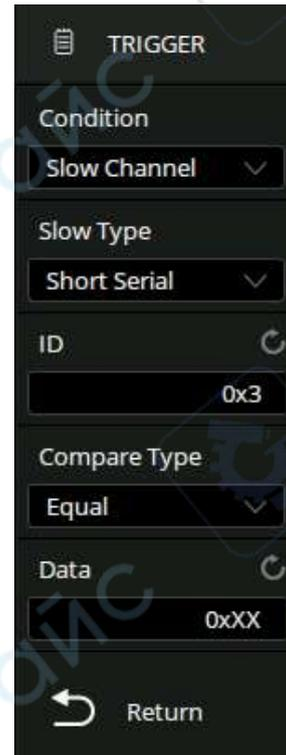 TRIGGER
Condition
Slow Channel
Slow Type
Short Serial
ID
0x3
Compare Type
Equal
Data
0xXX
Return